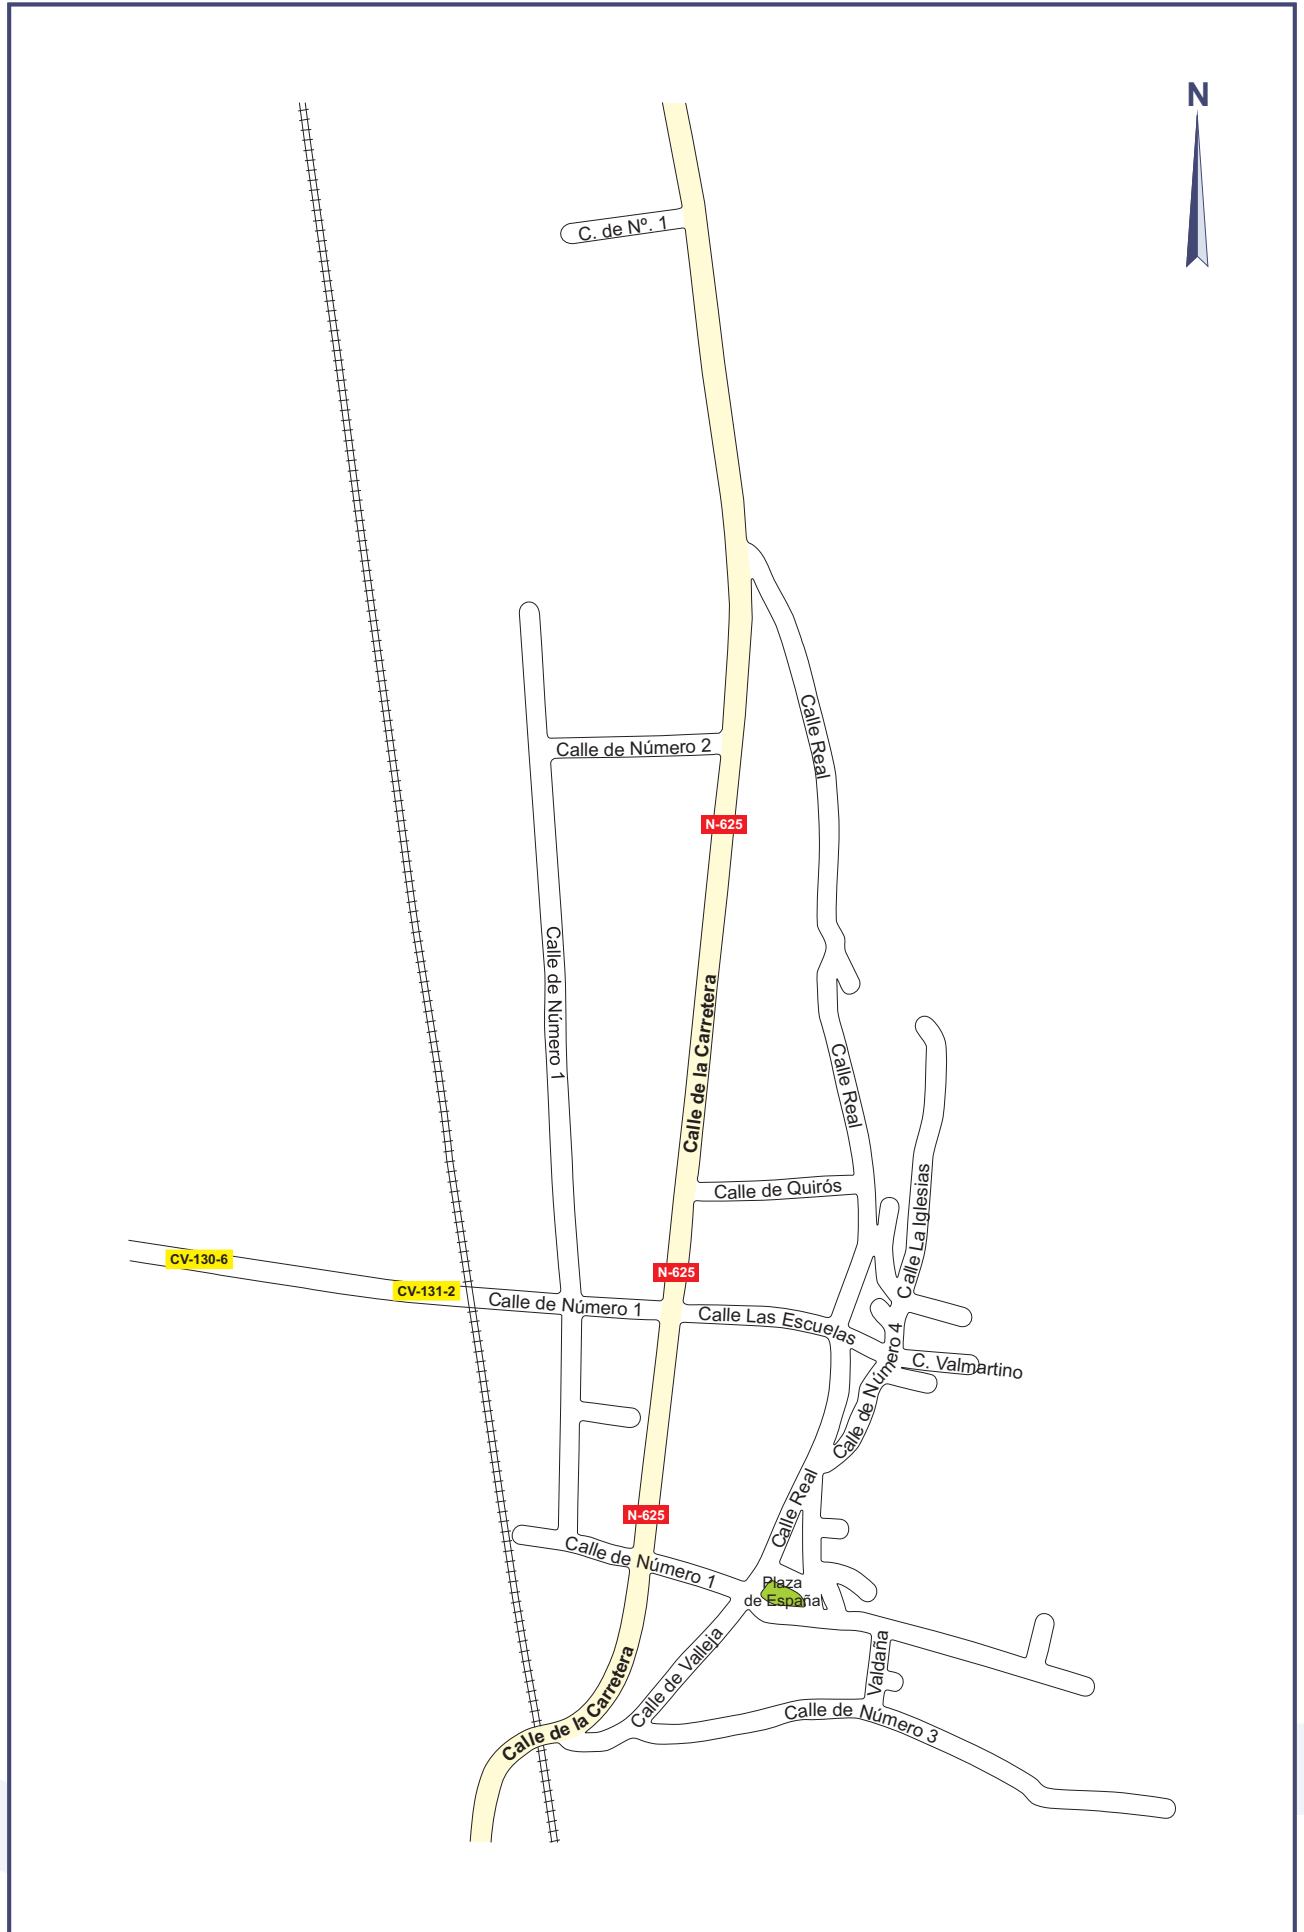 N
C. de Nº. 1
Calle Real
Calle de Número 2
N-625
Calle de Número 1
Calle de la Carretera
Calle Real
Calle La Iglesias
Calle de Quirós
CV-130-6
N-625
CV-131-2
Calle de Número 1
Calle Las Escuelas
Calle de Número 4
C. Valmartino
Calle Real
N-625
Calle de Número 1
Plaza
de España
Calle de Valleja
Valdaña
Calle de la Carretera
Calle de Número 3